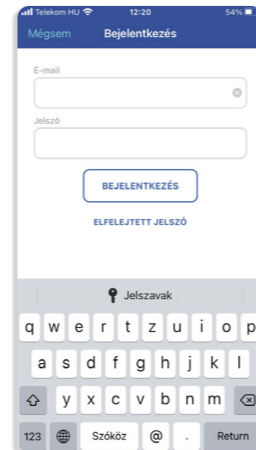 Telekom HU 12:20 54%
Mégsem Bejelentkezés
E-mail
Jelszó
BEJELENTKEZÉS
ELFELEJTETT JELSZÓ
Jelszavak
q w e r t z u i o p
a s d f g h j k l
y x c v b n m
123 Szóköz @ . Return